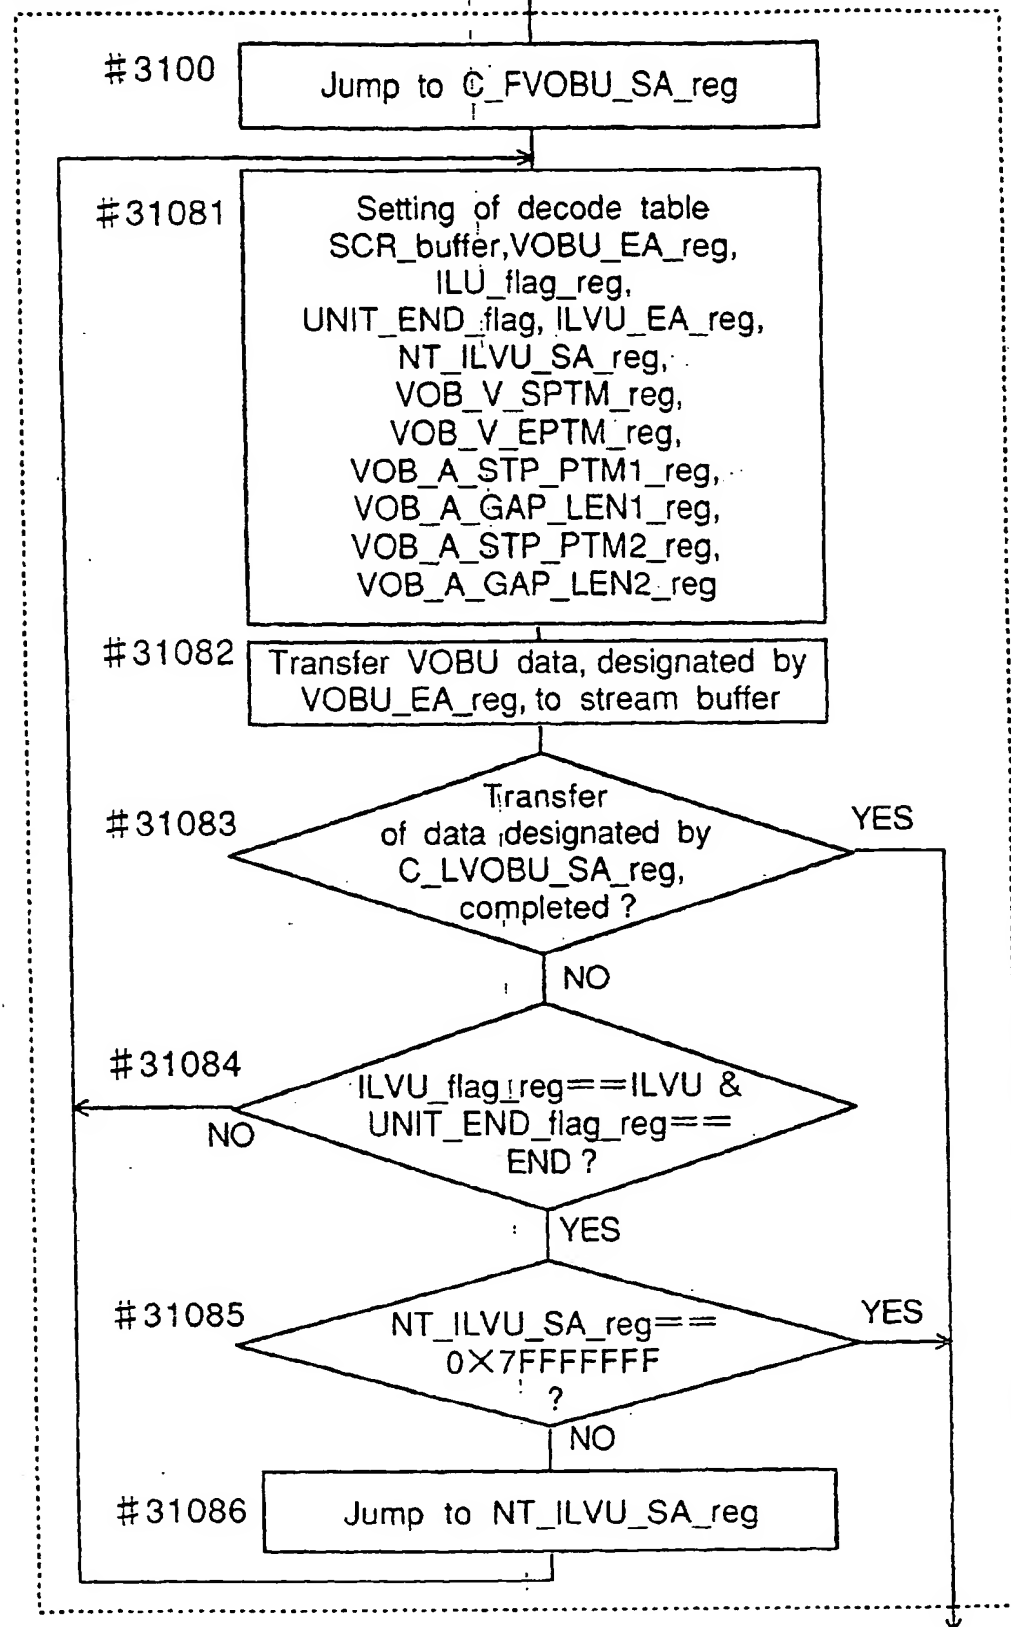 #3100
Jump to C_FVOBU_SA_reg
#31081
Setting of decode table
SCR_buffer,VOBU_EA_reg,
ILU_flag_reg,
UNIT_END_flag, ILVU_EA_reg,
NT_ILVU_SA_reg,
VOB_V_SPTM_reg,
VOB_V_EPTM_reg,
VOB_A_STP_PTM1_reg,
VOB_A_GAP_LEN1_reg,
VOB_A_STP_PTM2_reg,
VOB_A_GAP_LEN2_reg
#31082
Transfer VOBU data, designated by
VOBU_EA_reg, to stream buffer
#31083
Transfer
of data designated by
C_LVOBU_SA_reg,
completed ?
YES
NO
#31084
ILVU_flag_reg==ILVU &
UNIT_END_flag_reg==
END ?
NO
YES
#31085
NT_ILVU_SA_reg==
0X7FFFFFFF
?
YES
NO
#31086
Jump to NT_ILVU_SA_reg